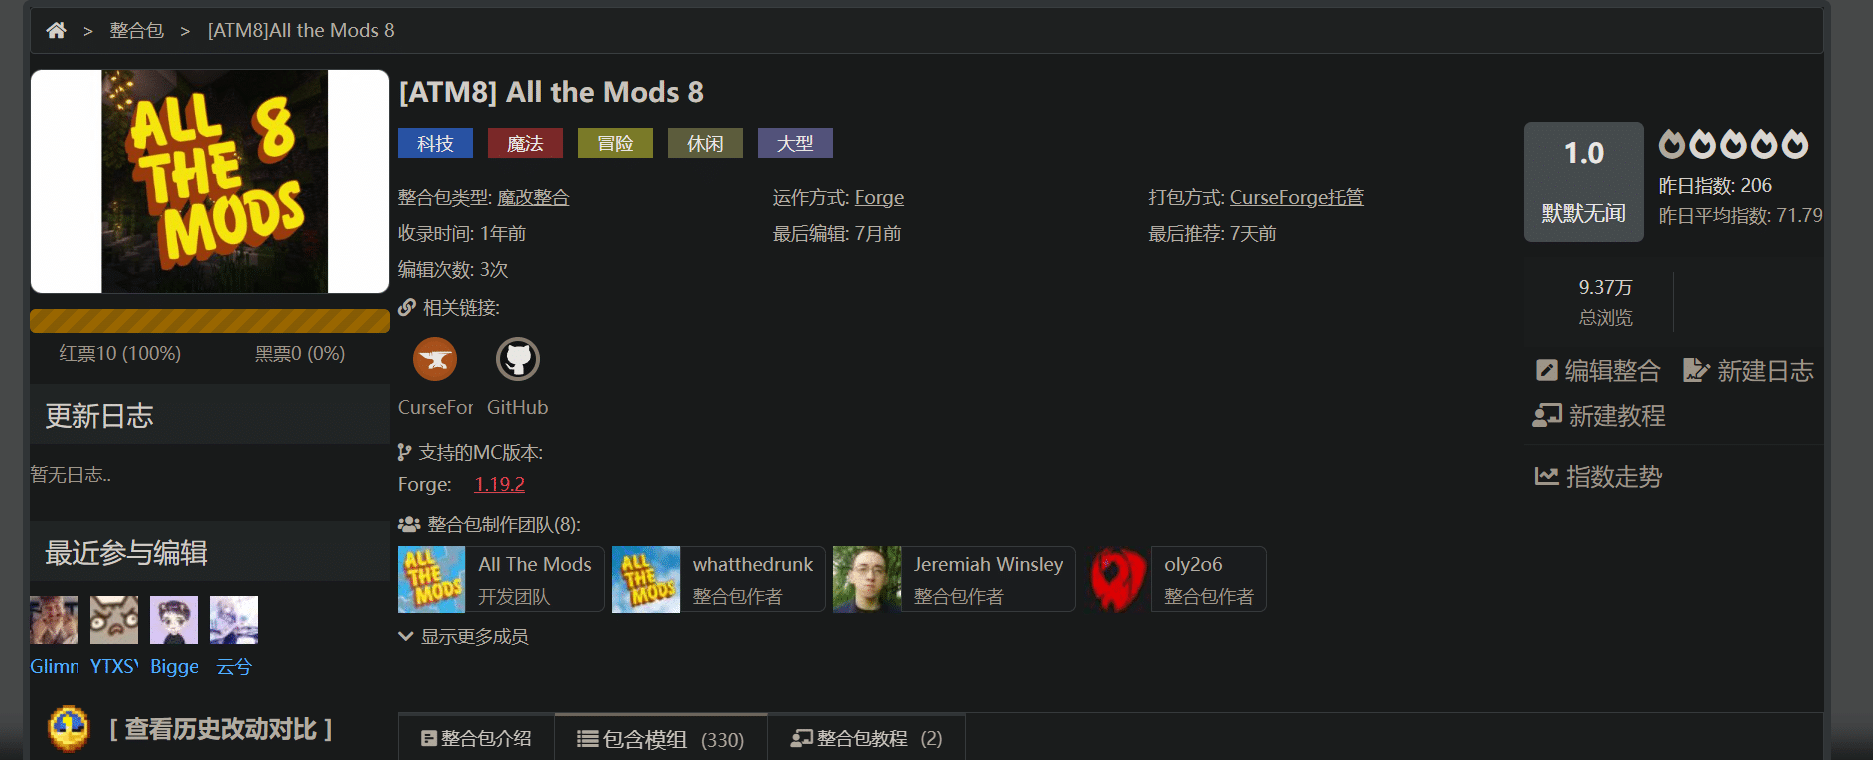 > 整合包 > [ATM8]All the Mods 8
ALL THE MODS 8
[ATM8] All the Mods 8
科技 魔法 冒险 休闲 大型
整合包类型: 魔改整合 运作方式: Forge 打包方式: CurseForge托管
收录时间: 1年前 最后编辑: 7月前 最后推荐: 7天前
编辑次数: 3次
相关链接:
CurseFor GitHub
支持的MC版本:
Forge: 1.19.2
整合包制作团队(8):
ALL THE MODS
All The Mods
开发团队
ALL THE MODS
whatthedrunk
整合包作者
Jeremiah Winsley
整合包作者
oly2o6
整合包作者
显示更多成员
1.0
默默无闻
昨日指数: 206
昨日平均指数: 71.79
9.37万
总浏览
编辑整合 新建日志
新建教程
指数走势
红票10 (100%) 黑票0 (0%)
更新日志
暂无日志..
最近参与编辑
Glimm YTXSY Bigge 云兮
[ 查看历史改动对比 ]
整合包介绍 包含模组 (330) 整合包教程 (2)